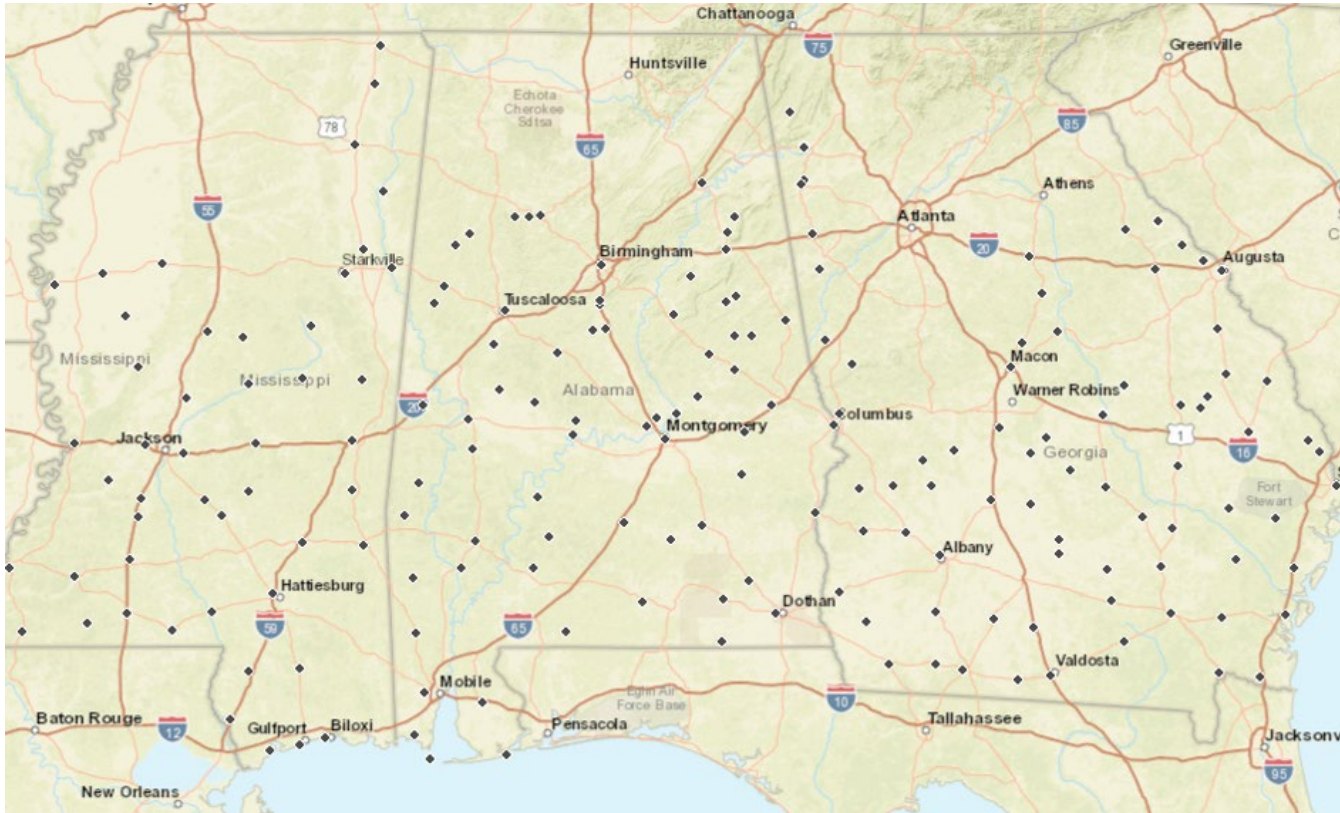 Chattanooga
75
Greenville
Huntsville
Echota
Cherokee
Sdtsa
78
65
85
55
Athens
Atlanta
20
Birmingham
Starkville
Augusta
Tuscaloosa
Mississippi
Mississippi
Macon
Alabama
Warner Robins
20
Columbus
Montgomery
1
Jackson
Georgia
16
Fort
Stewart
Albany
Hattiesburg
Dothan
59
65
Valdosta
Mobile
Eglin Air
Force Base
10
Baton Rouge
12
Gulfport
Biloxi
Pensacola
Tallahassee
Jacksonv
95
New Orleans